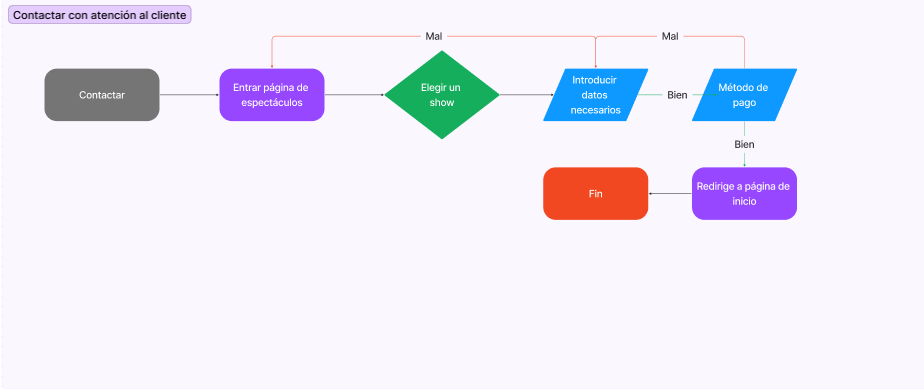 Contactar con atención al cliente
Mal
Mal
Contactar
Entrar página de
espectáculos
Elegir un
show
Introducir
datos
necesarios
Bien
Método de
pago
Bien
Fin
Redirige a página de
inicio